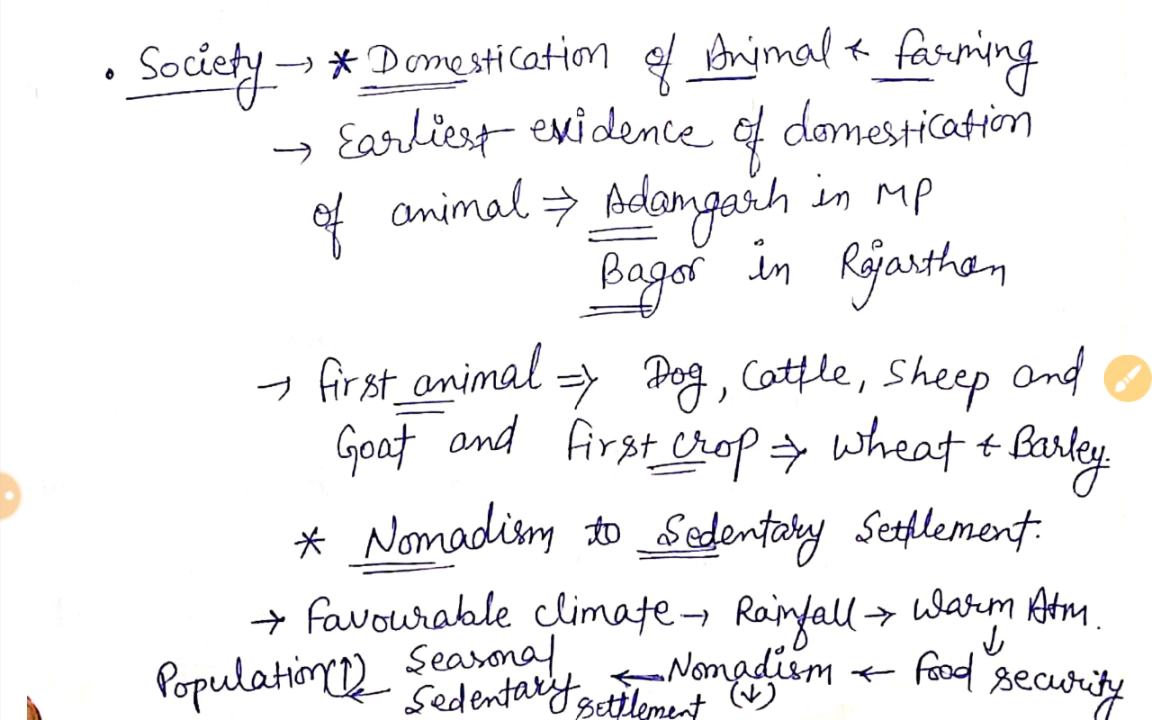 • Society → * Domestication of Animal & farming
→ Earliest evidence of domestication
of animal ⇒ Adamgarh in MP
Bagor in Rajasthan
→ first animal ⇒ Dog, Cattle, Sheep and
Goat and first crop ⇒ wheat & Barley.
* Nomadism to Sedentary Settlement.
→ favourable climate → Rainfall → Warm Atm.
↓
Population(↑) ← Seasonal Sedentary settlement ← Nomadism (↓) ← food security